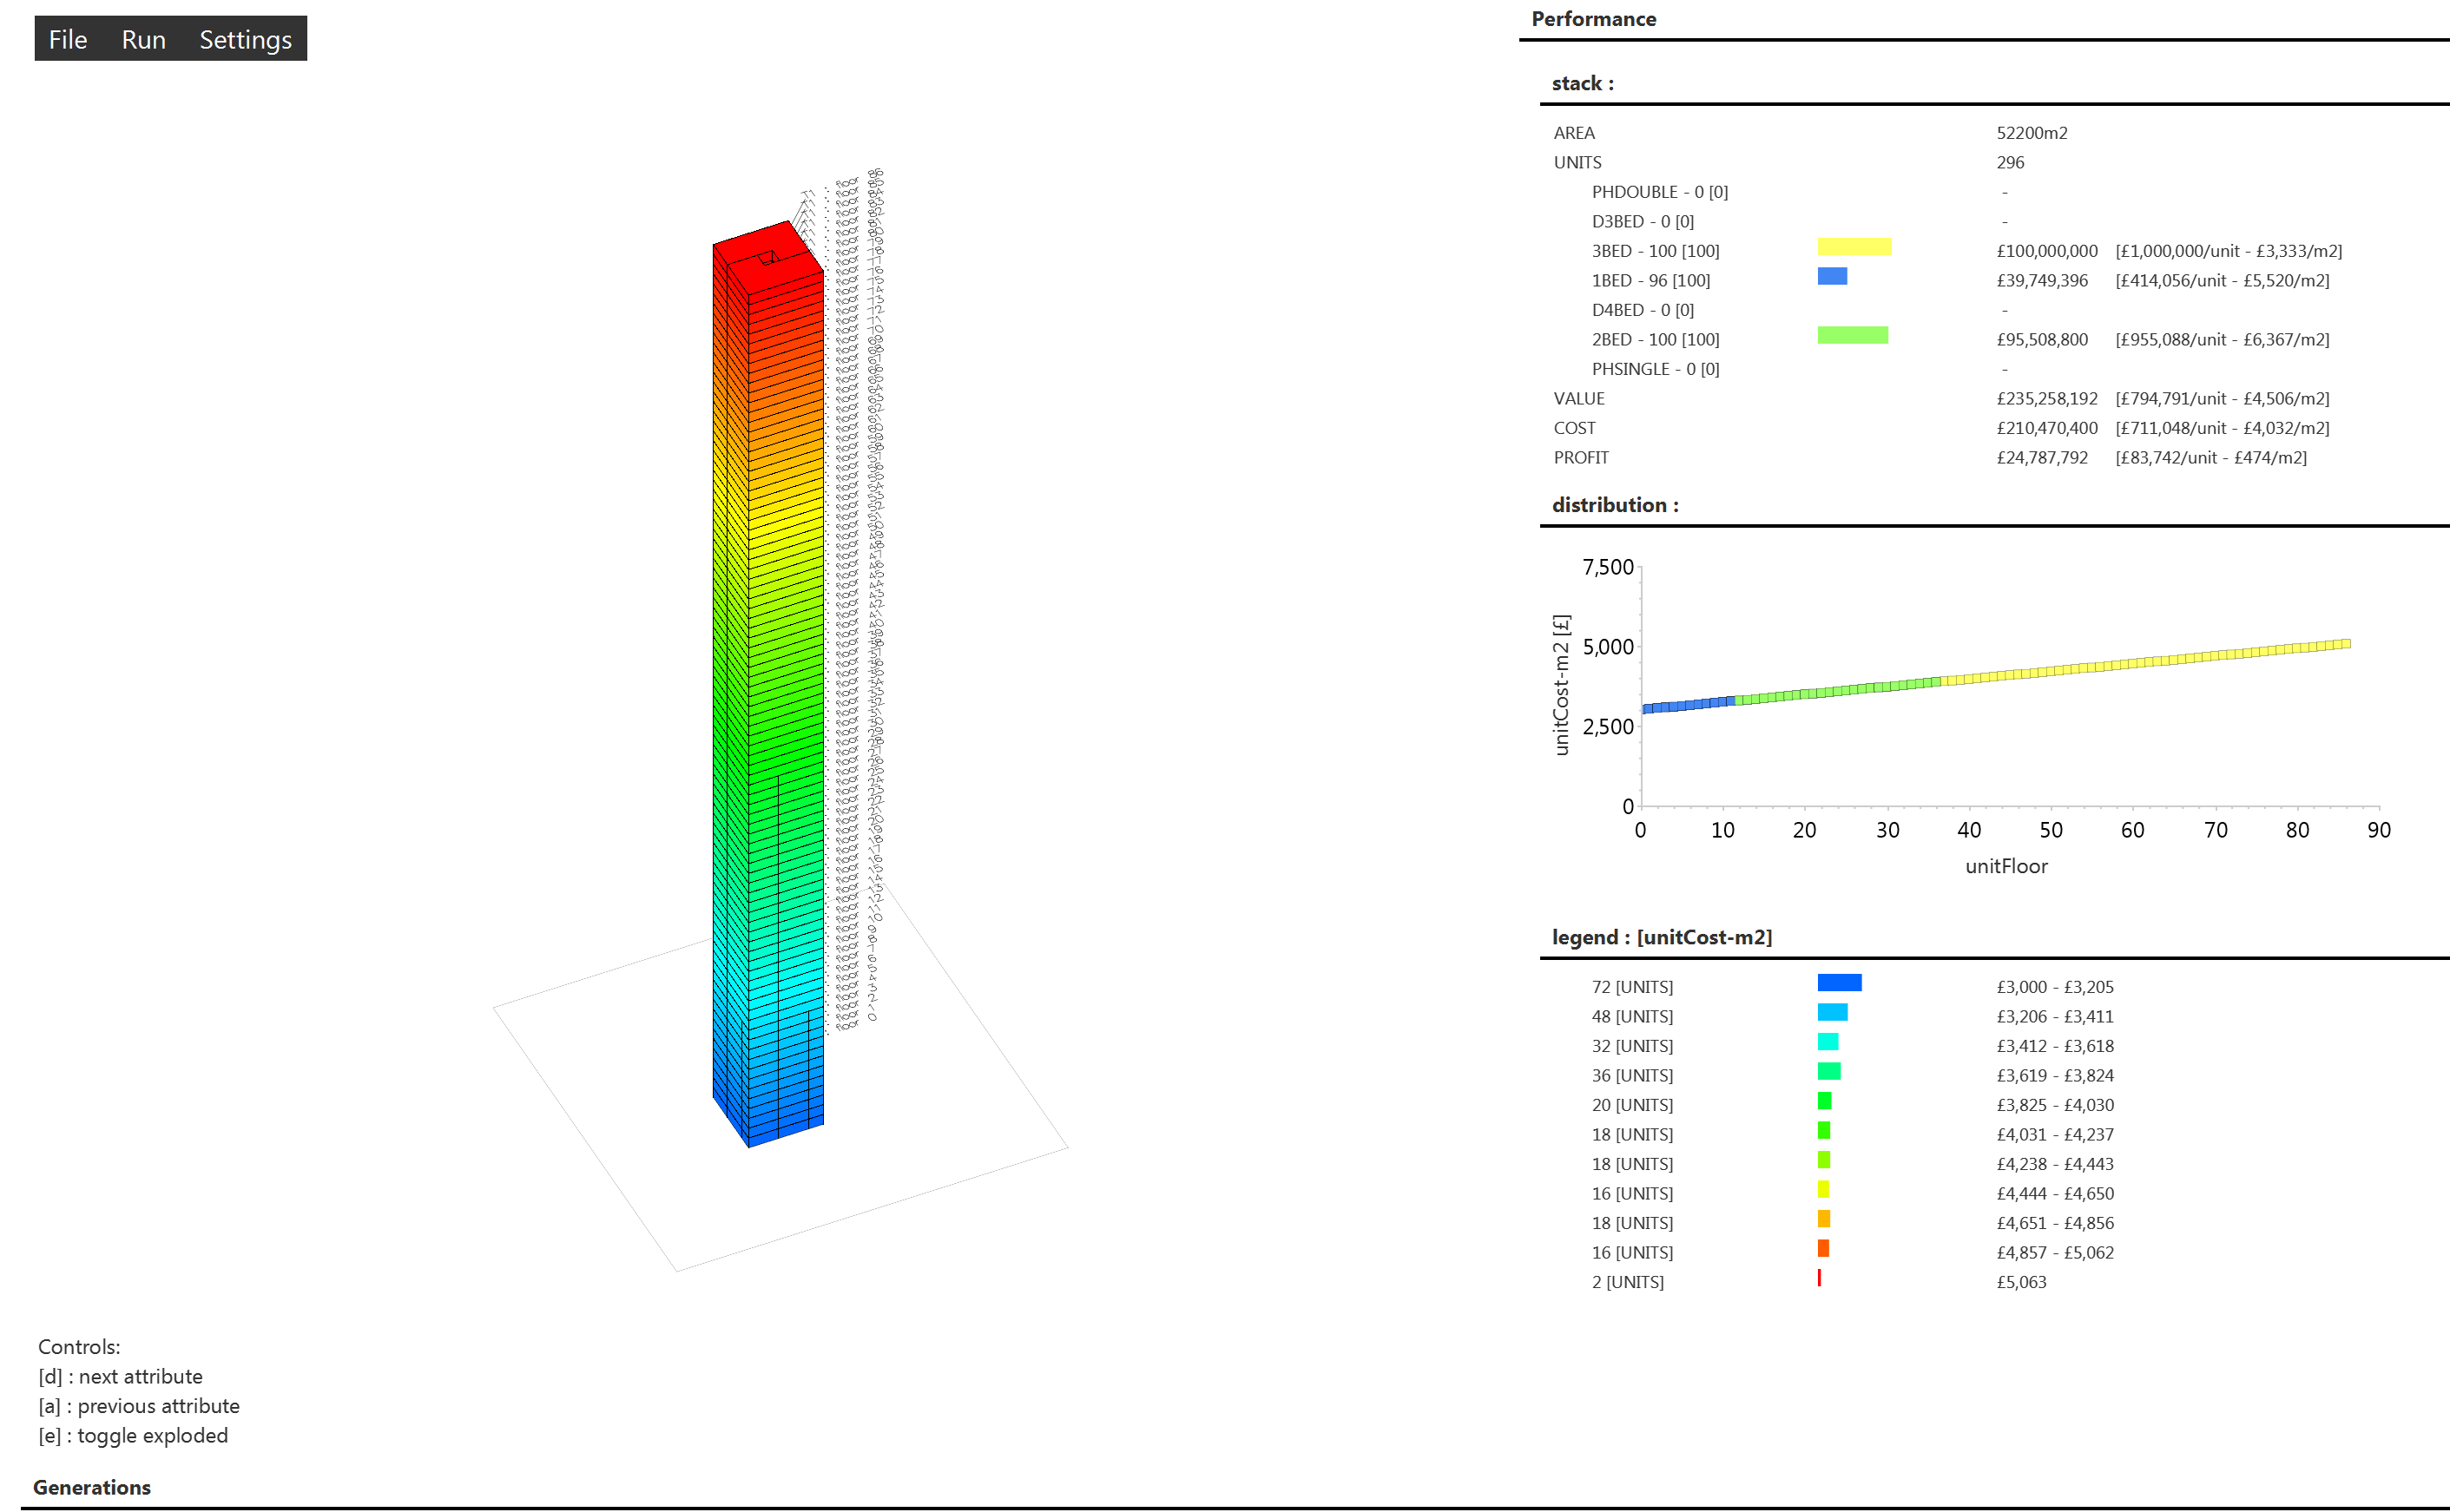 File Run Settings
Performance
stack :
AREA 52200m2
UNITS 296
PHDOUBLE - 0 [0] -
D3BED - 0 [0] -
3BED - 100 [100] £100,000,000 [£1,000,000/unit - £3,333/m2]
1BED - 96 [100] £39,749,396 [£414,056/unit - £5,520/m2]
D4BED - 0 [0] -
2BED - 100 [100] £95,508,800 [£955,088/unit - £6,367/m2]
PHSINGLE - 0 [0] -
VALUE £235,258,192 [£794,791/unit - £4,506/m2]
COST £210,470,400 [£711,048/unit - £4,032/m2]
PROFIT £24,787,792 [£83,742/unit - £474/m2]
distribution :
unitCost-m2 [£]
7,500
5,000
2,500
0
0 10 20 30 40 50 60 70 80 90
unitFloor
legend : [unitCost-m2]
72 [UNITS] £3,000 - £3,205
48 [UNITS] £3,206 - £3,411
32 [UNITS] £3,412 - £3,618
36 [UNITS] £3,619 - £3,824
20 [UNITS] £3,825 - £4,030
18 [UNITS] £4,031 - £4,237
18 [UNITS] £4,238 - £4,443
16 [UNITS] £4,444 - £4,650
18 [UNITS] £4,651 - £4,856
16 [UNITS] £4,857 - £5,062
2 [UNITS] £5,063
Controls:
[d] : next attribute
[a] : previous attribute
[e] : toggle exploded
Generations